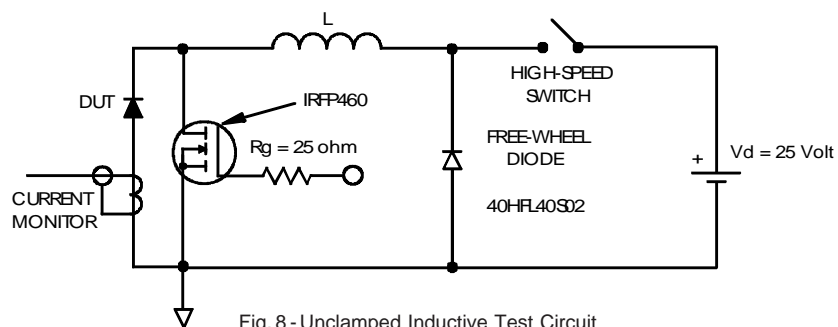 L
HIGH-SPEED
SWITCH
DUT
IRFP460
Rg = 25 ohm
FREE-WHEEL
DIODE
+
Vd = 25 Volt
CURRENT
MONITOR
40HFL40S02
Fig. 8 - Unclamped Inductive Test Circuit